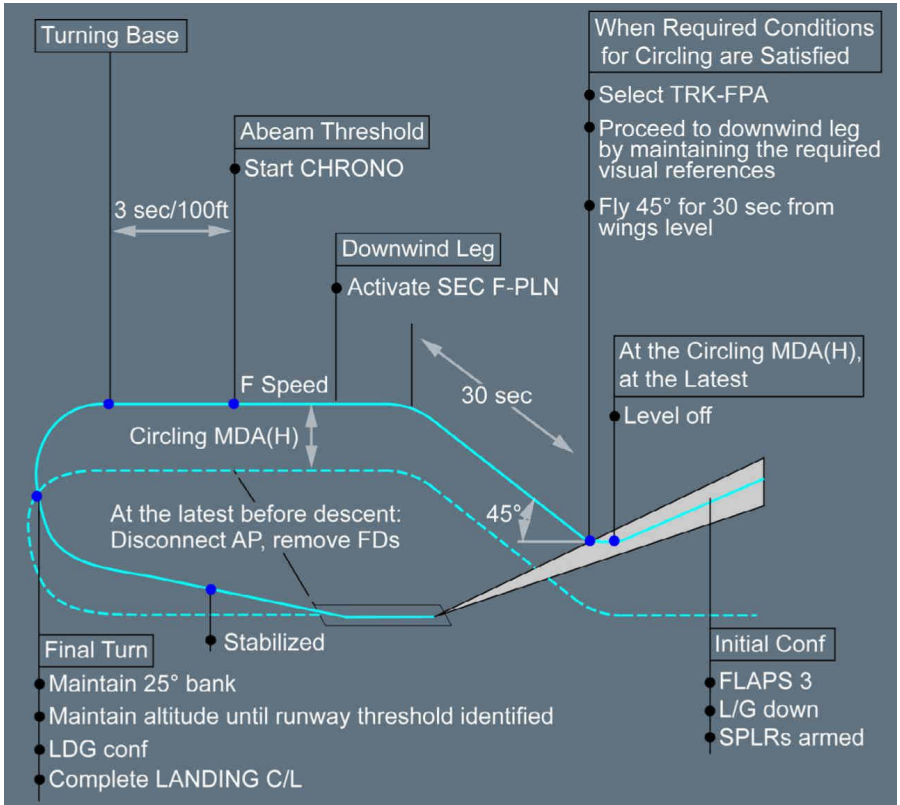 Turning Base
When Required Conditions
for Circling are Satisfied
Select TRK-FPA
Proceed to downwind leg
by maintaining the required
visual references
Fly 45° for 30 sec from
wings level
Abeam Threshold
Start CHRONO
3 sec/100ft
Downwind Leg
Activate SEC F-PLN
30 sec
At the Circling MDA(H),
at the Latest
Level off
F Speed
Circling MDA(H)
45°
At the latest before descent:
Disconnect AP, remove FDs
Stabilized
Final Turn
Maintain 25° bank
Maintain altitude until runway threshold identified
LDG conf
Complete LANDING C/L
Initial Conf
FLAPS 3
L/G down
SPLRs armed